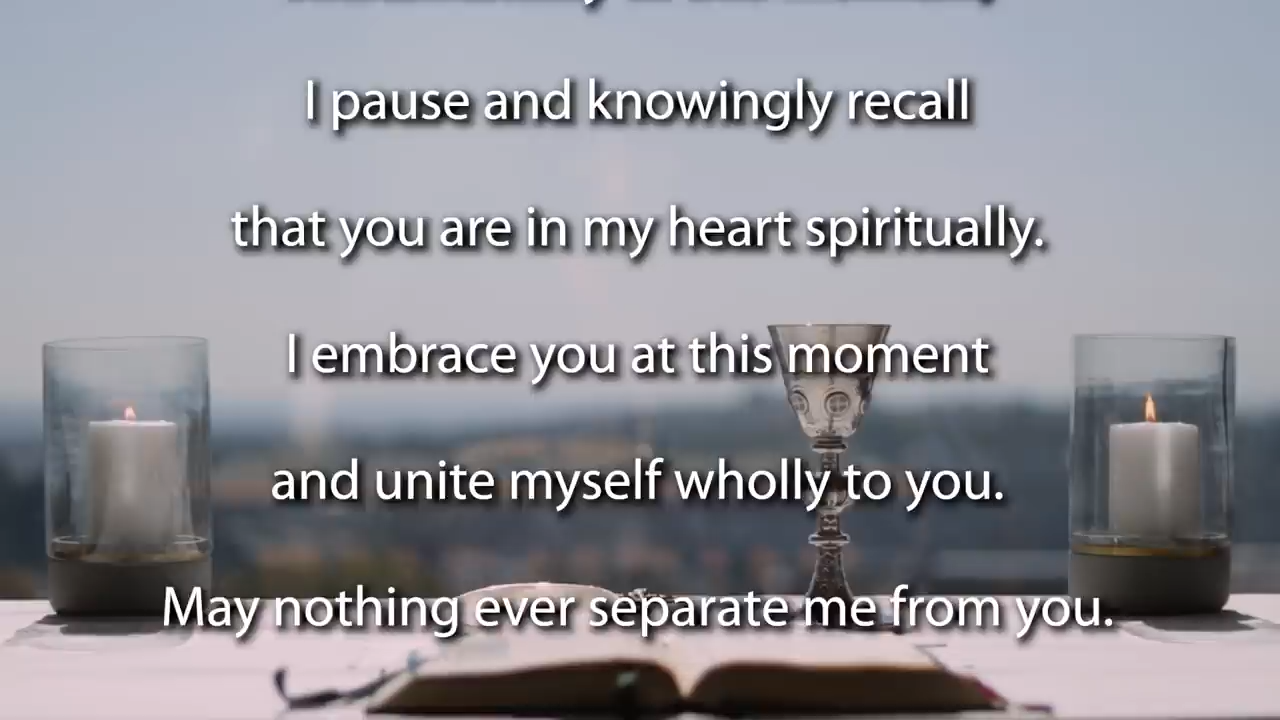 I pause and knowingly recall
that you are in my heart spiritually.
I embrace you at this moment
and unite myself wholly to you.
May nothing ever separate me from you.